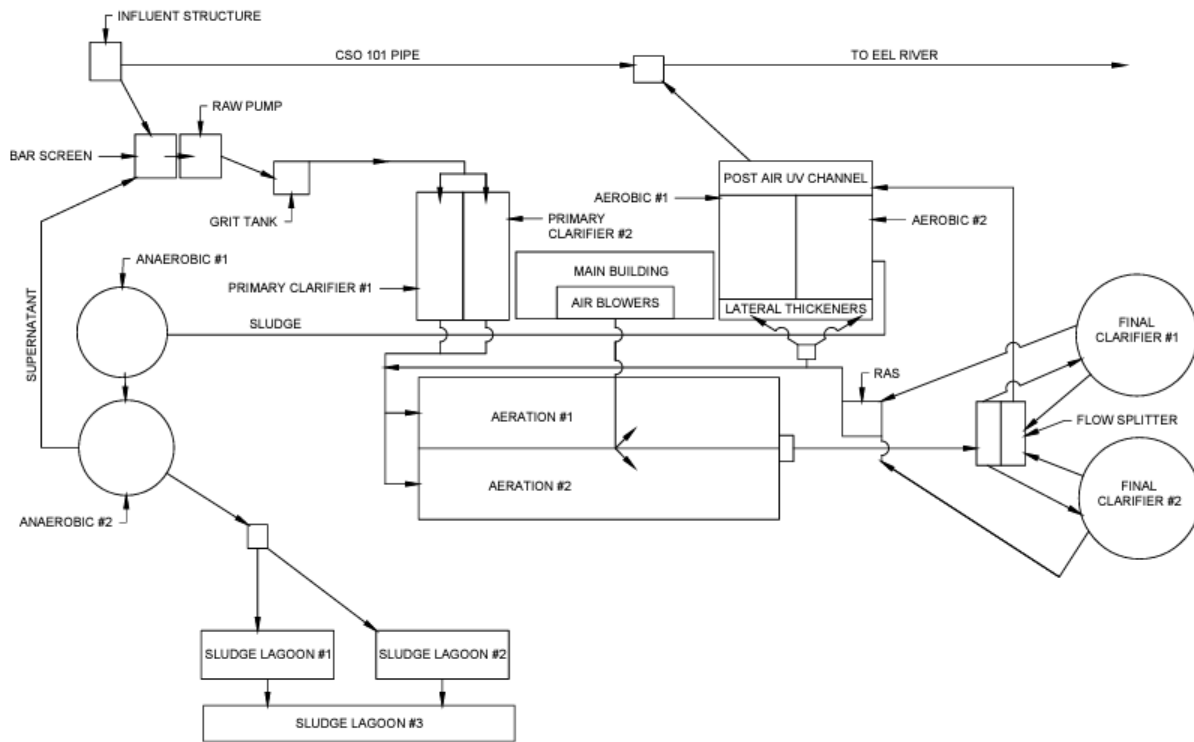 INFLUENT STRUCTURE
CSO 101 PIPE
TO EEL RIVER
RAW PUMP
BAR SCREEN
POST AIR UV CHANNEL
AEROBIC #1
GRIT TANK
PRIMARY
CLARIFIER #2
AEROBIC #2
ANAEROBIC #1
MAIN BUILDING
PRIMARY CLARIFIER #1
AIR BLOWERS
LATERAL THICKENERS
SLUDGE
FINAL
CLARIFIER #1
SUPERNATANT
RAS
AERATION #1
FLOW SPLITTER
AERATION #2
FINAL
CLARIFIER #2
ANAEROBIC #2
SLUDGE LAGOON #1
SLUDGE LAGOON #2
SLUDGE LAGOON #3